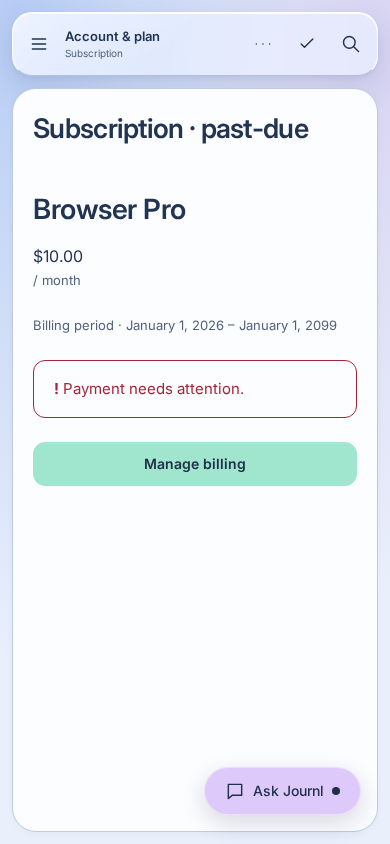 Account & plan
Subscription
...
Subscription · past-due
Browser Pro
$10.00
/ month
Billing period · January 1, 2026 – January 1, 2099
! Payment needs attention.
Manage billing
Ask Journl